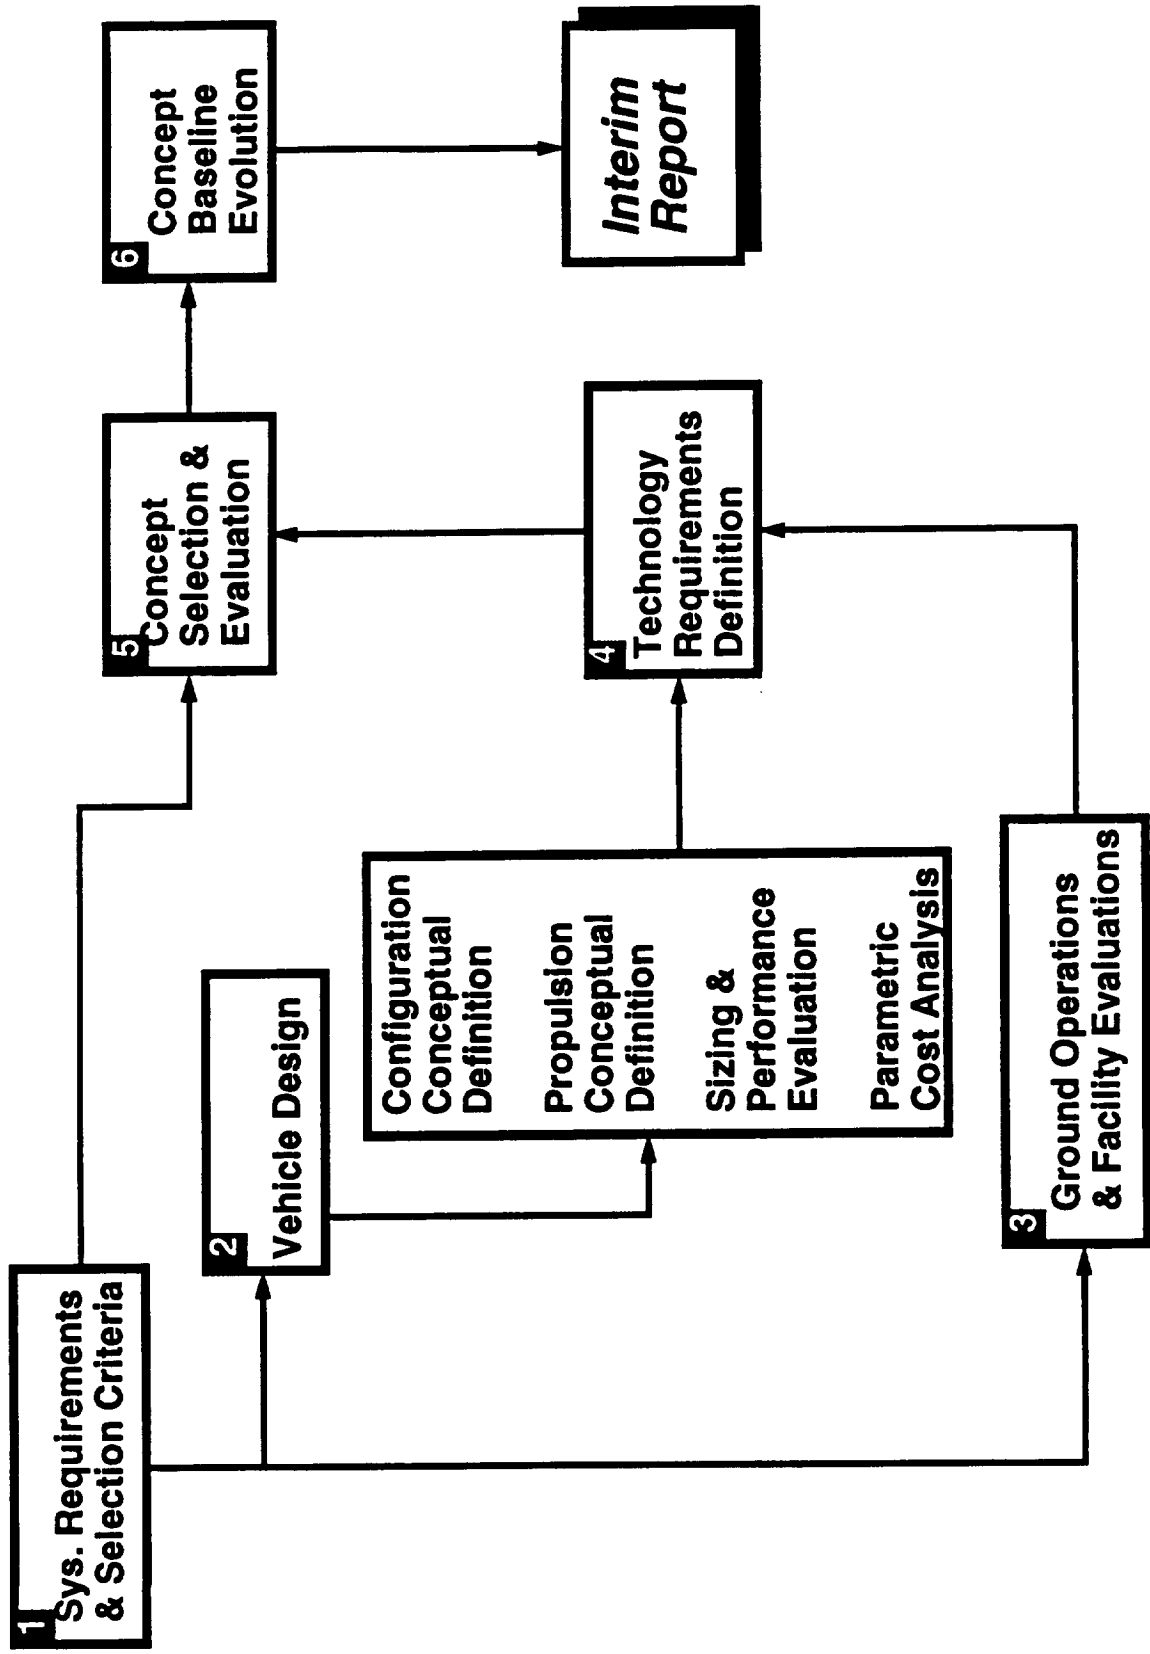 1
Sys. Requirements
& Selection Criteria
2
Vehicle Design
Configuration
Conceptual
Definition
Propulsion
Conceptual
Definition
Sizing &
Performance
Evaluation
Parametric
Cost Analysis
3
Ground Operations
& Facility Evaluations
4
Technology
Requirements
Definition
5
Concept
Selection &
Evaluation
6
Concept
Baseline
Evolution
Interim
Report